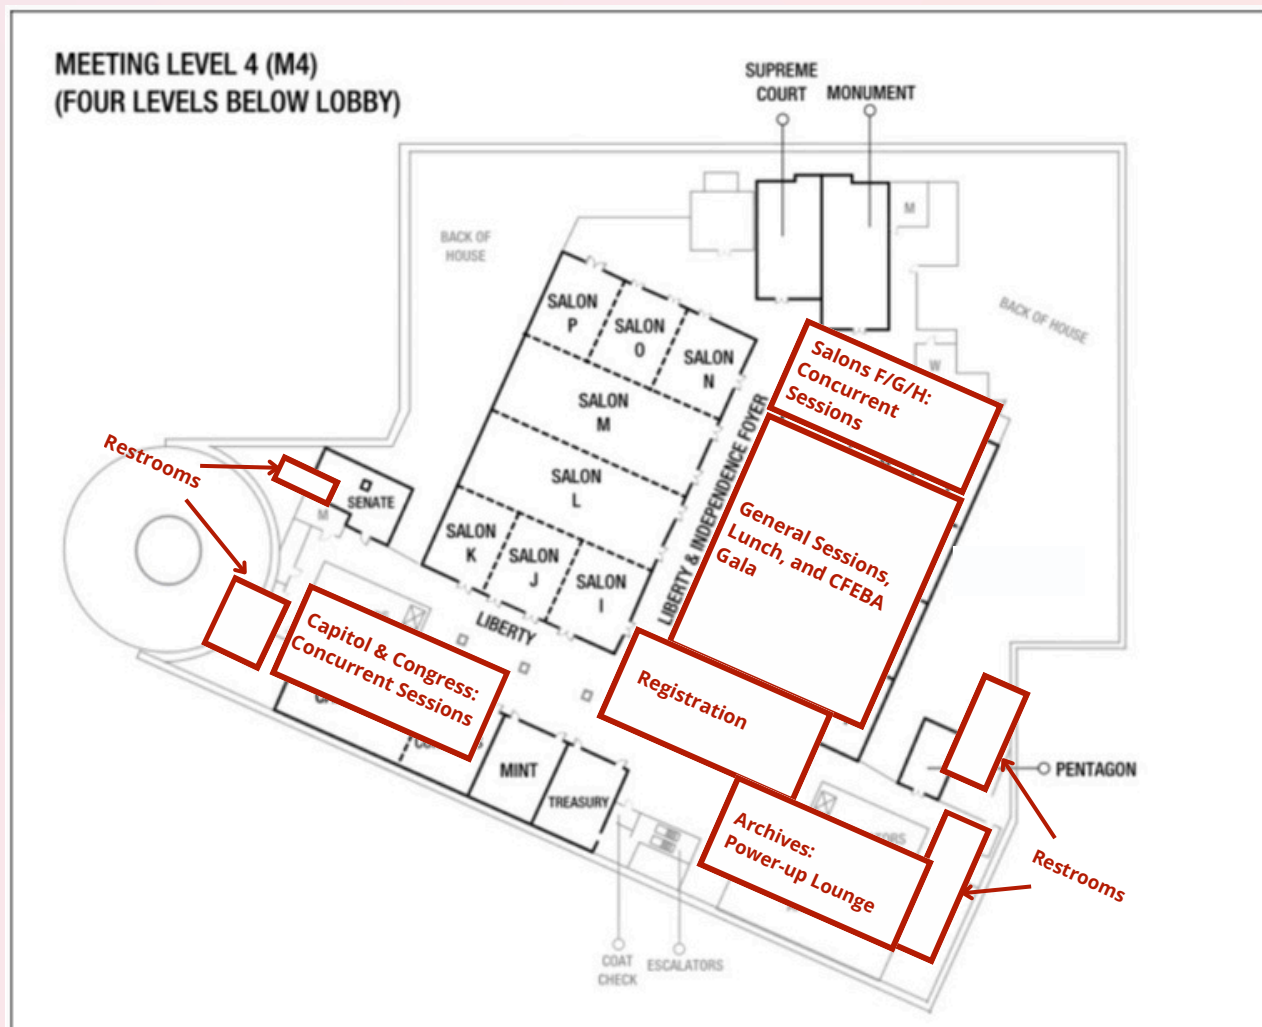 MEETING LEVEL 4 (M4)
(FOUR LEVELS BELOW LOBBY)
SUPREME
COURT
MONUMENT
BACK OF
HOUSE
M
BACK OF HOUSE
W
SALON
P
SALON
O
SALON
N
SALON
M
SALON
L
SALON
K
SALON
J
SALON
I
LIBERTY & INDEPENDENCE FOYER
Salons F/G/H:
Concurrent
Sessions
General Sessions,
Lunch, and CFEBA
Gala
Restrooms
SENATE
M
LIBERTY
Capitol & Congress:
Concurrent Sessions
Registration
MINT
TREASURY
PENTAGON
Archives:
Power-up Lounge
Restrooms
COAT
CHECK
ESCALATORS